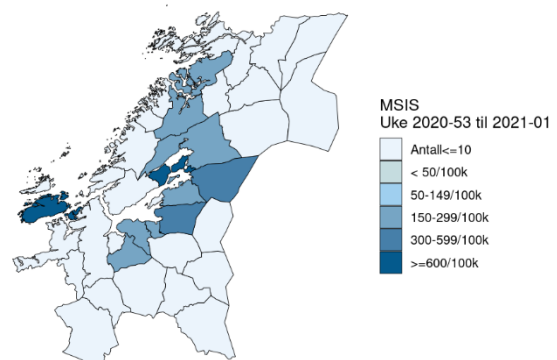 MSIS
Uke 2020-53 til 2021-01
Antall<=10
< 50/100k
50-149/100k
150-299/100k
300-599/100k
>=600/100k